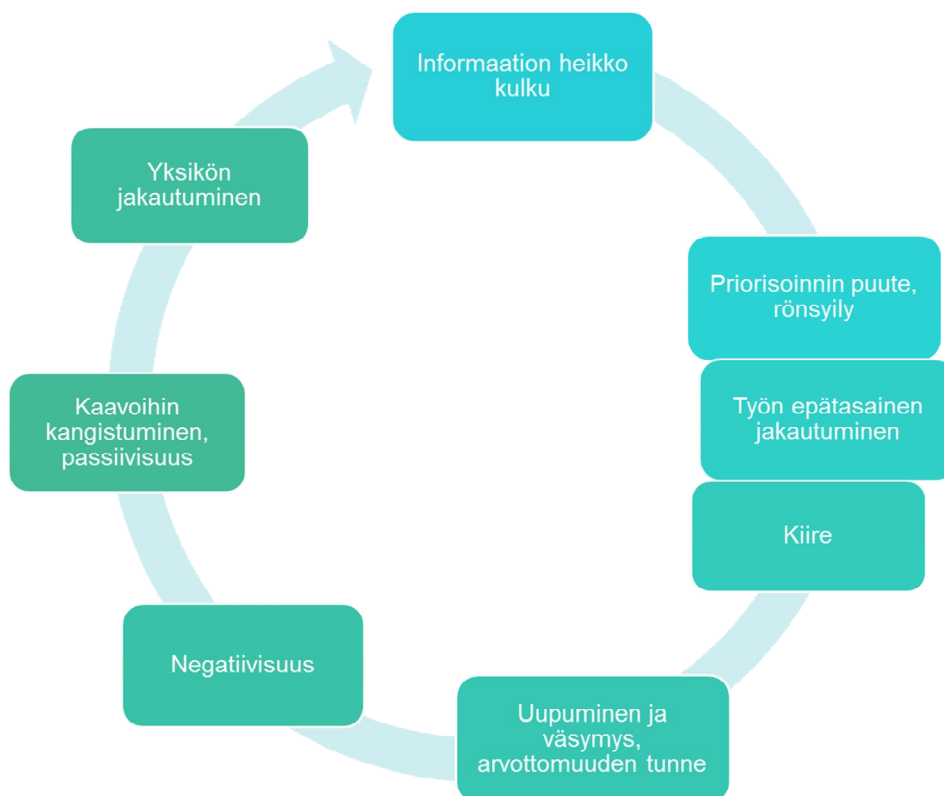 Informaation heikko
kulku
Priorisoinnin puute,
rönsyily
Työn epätasainen
jakautuminen
Kiire
Uupuminen ja
väsymys,
arvottomuuden tunne
Negatiivisuus
Kaavoihin
kangistuminen,
passiivisuus
Yksikön
jakautuminen